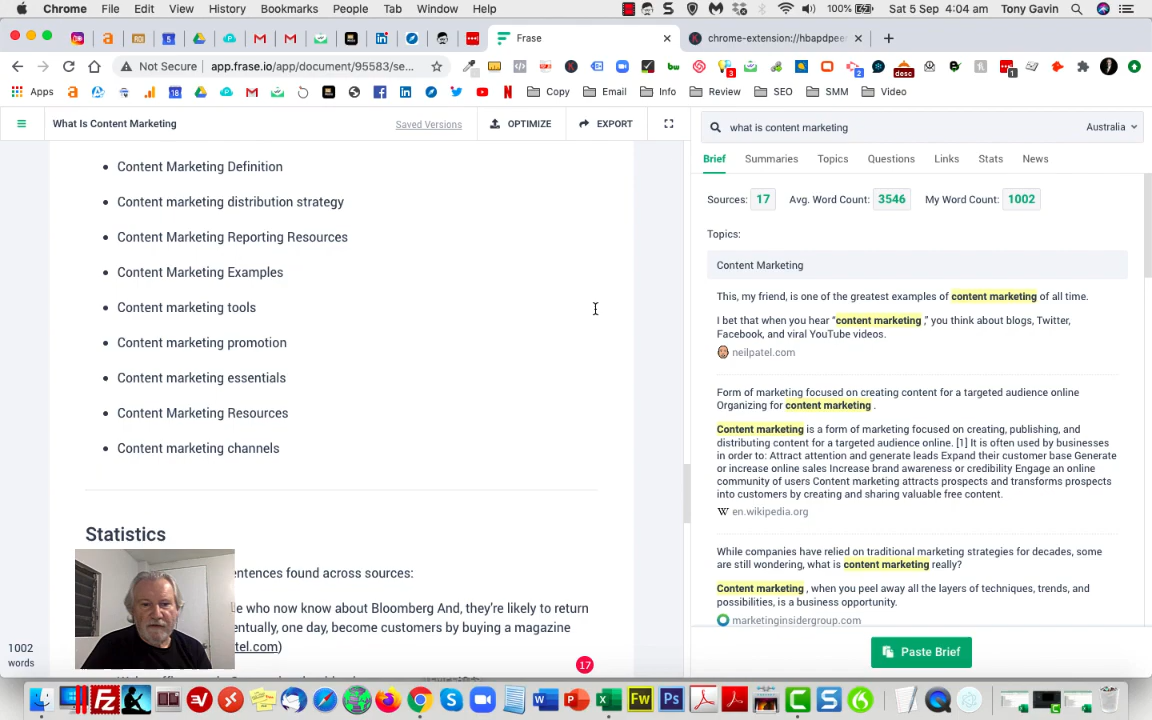 Chrome File Edit View History Bookmarks People Tab Window Help 100% Sat 5 Sep 4:04 am Tony Gavin
Frase
chrome-extension://hbapdpee
Not Secure app.frase.io/app/document/95583/se...
3
2
desc
1
Apps 18 Copy Email Info Review SEO SMM Video
What Is Content Marketing
Saved Versions
OPTIMIZE
EXPORT
what is content marketing
Australia
Brief Summaries Topics Questions Links Stats News
Content Marketing Definition
Content marketing distribution strategy
Content Marketing Reporting Resources
Content Marketing Examples
Content marketing tools
Content marketing promotion
Content marketing essentials
Content Marketing Resources
Content marketing channels
Statistics
entences found across sources:
le who now know about Bloomberg And, they're likely to return
entually, one day, become customers by buying a magazine
tel.com)
1002
words
17
Sources: 17 Avg. Word Count: 3546 My Word Count: 1002
Topics:
Content Marketing
This, my friend, is one of the greatest examples of content marketing of all time.
I bet that when you hear “content marketing,” you think about blogs, Twitter,
Facebook, and viral YouTube videos.
neilpatel.com
Form of marketing focused on creating content for a targeted audience online
Organizing for content marketing .
Content marketing is a form of marketing focused on creating, publishing, and
distributing content for a targeted audience online. [1] It is often used by businesses
in order to: Attract attention and generate leads Expand their customer base Generate
or increase online sales Increase brand awareness or credibility Engage an online
community of users Content marketing attracts prospects and transforms prospects
into customers by creating and sharing valuable free content.
W en.wikipedia.org
While companies have relied on traditional marketing strategies for decades, some
are still wondering, what is content marketing really?
Content marketing , when you peel away all the layers of techniques, trends, and
possibilities, is a business opportunity.
marketinginsidergroup.com
Paste Brief